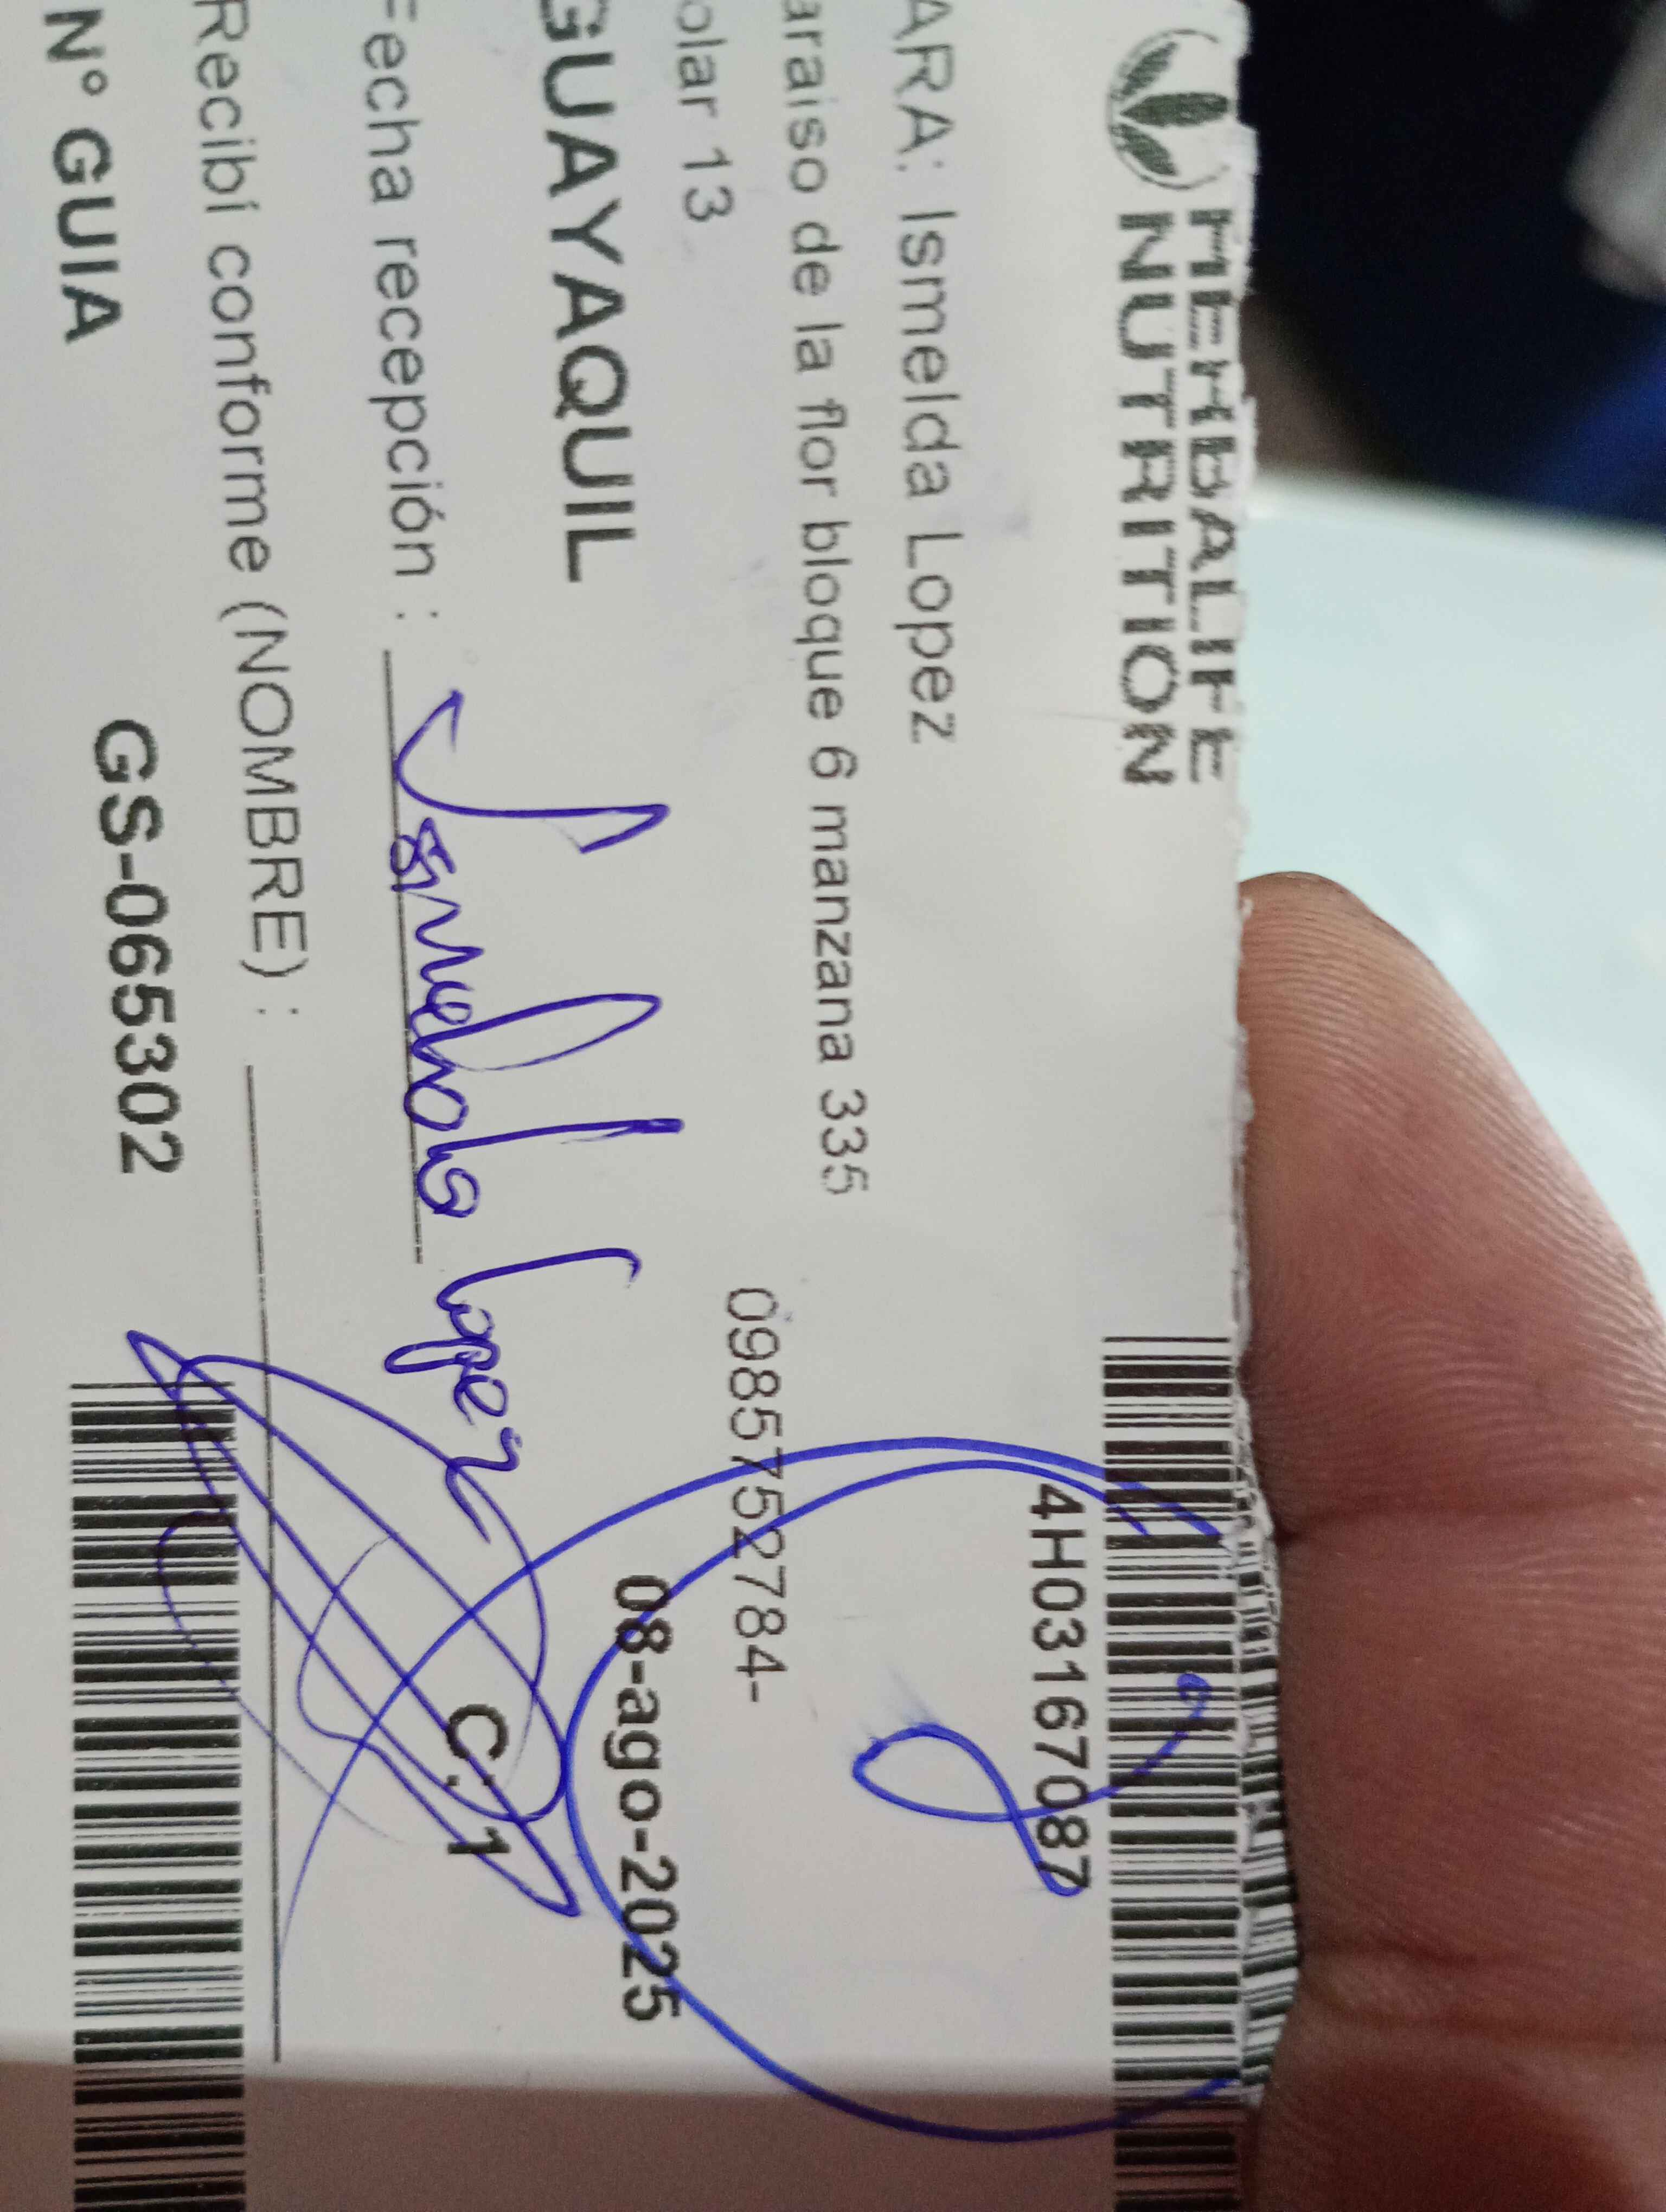 HERBALIFE
NUTRITION
4H03167087
ARA: Ismelda Lopez
araiso de la flor bloque 6 manzana 335
olar 13
0985752784-
GUAYAQUIL
08-ago-2025
Fecha recepción :
Ismelda Lopez
C:1
Recibí conforme (NOMBRE) :
N° GUIA
GS-065302